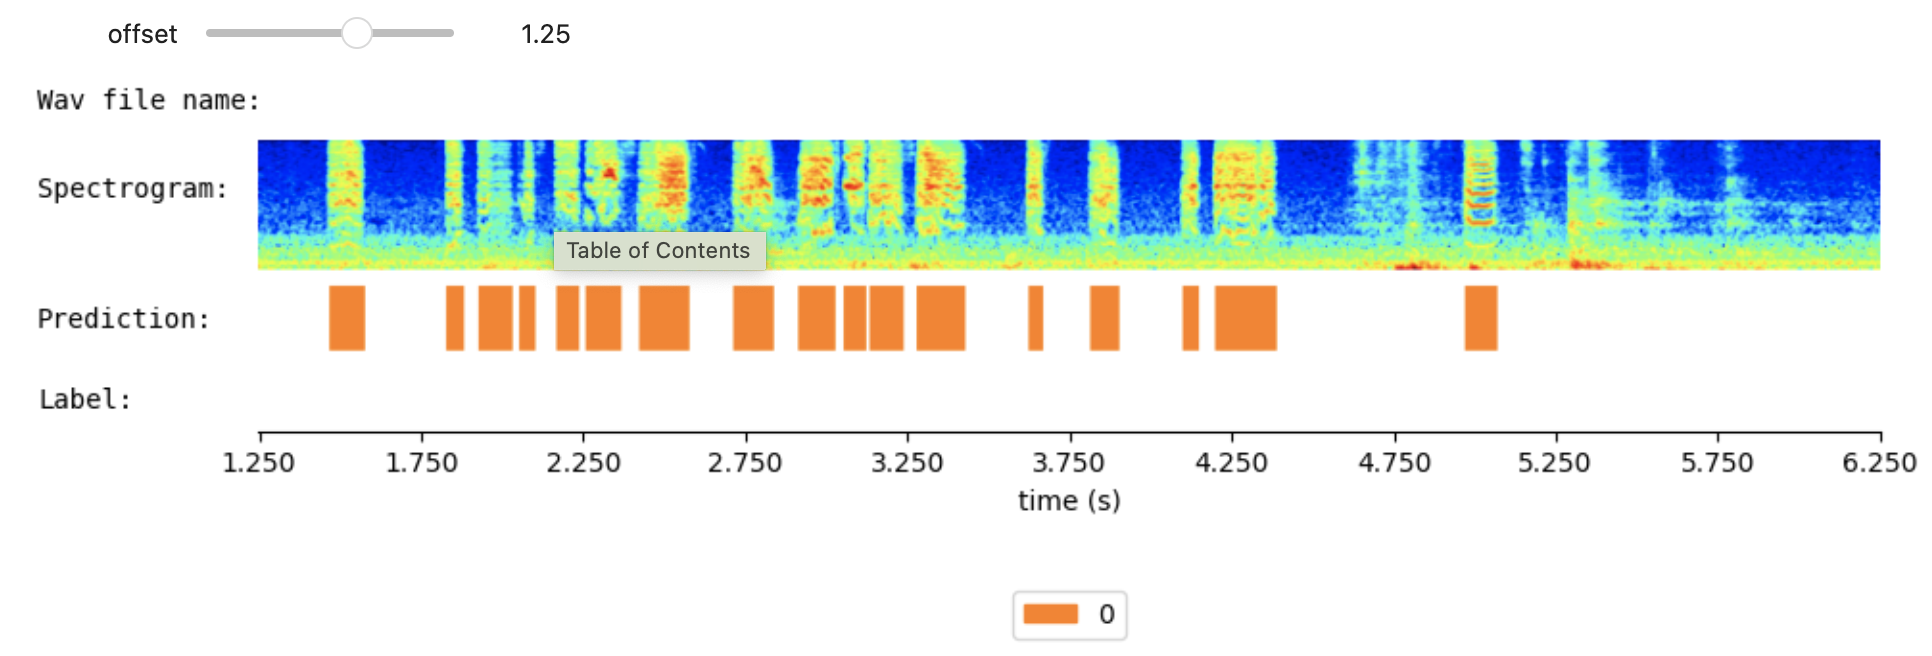 offset 1.25
Wav file name:
Spectrogram:
Table of Contents
Prediction:
Label:
1.250 1.750 2.250 2.750 3.250 3.750 4.250 4.750 5.250 5.750 6.250
time (s)
0